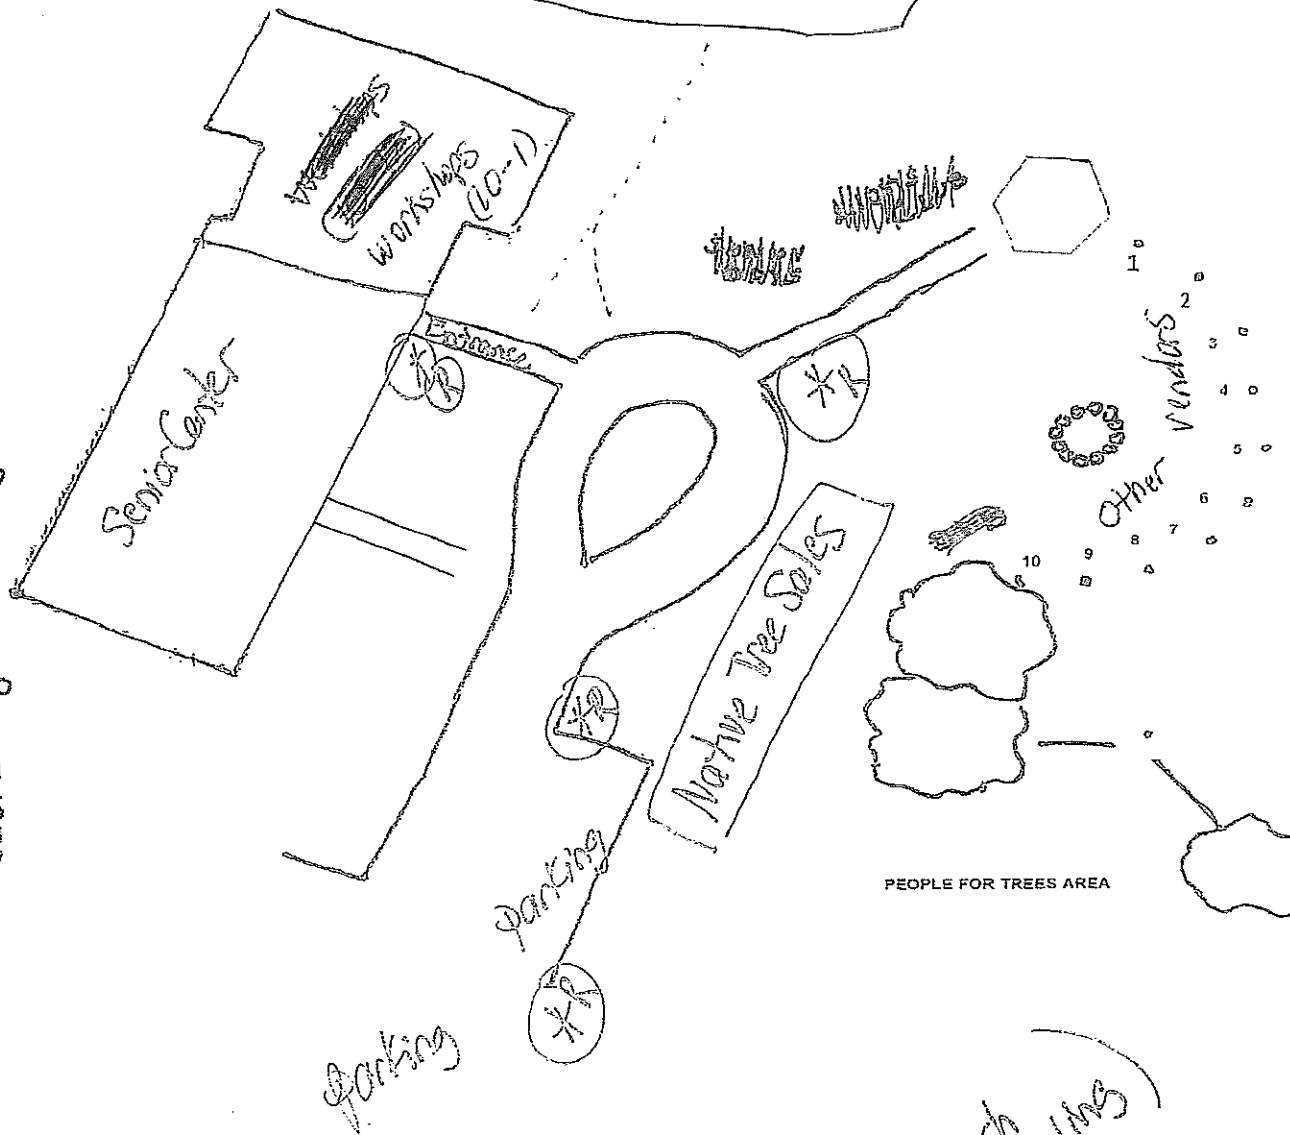 workshops
(10-1)
Entrance
*R
R
Senior Center
*R
1
2
3
4
5
6
7
8
9
10
Other vendors
Native Tree Sales
*R
Parking
*R
Parking
PEOPLE FOR TREES AREA